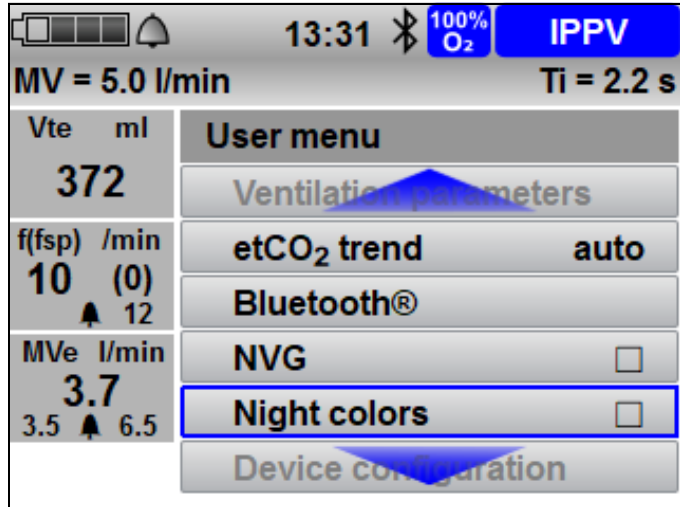 13:31 100% O₂ IPPV
MV = 5.0 l/min Ti = 2.2 s
Vte ml
372
f(fsp) /min
10 (0)
12
MVe l/min
3.7
3.5 6.5
User menu
Ventilation parameters
etCO₂ trend auto
Bluetooth®
NVG
Night colors
Device configuration